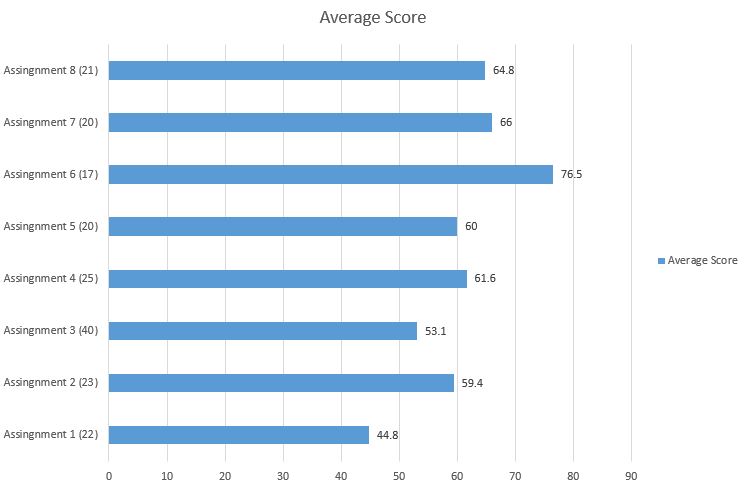 Average Score
Assingnment 8 (21) 64.8
Assingnment 7 (20) 66
Assingnment 6 (17) 76.5
Assingnment 5 (20) 60
Assingnment 4 (25) 61.6
Average Score
Assingnment 3 (40) 53.1
Assingnment 2 (23) 59.4
Assingnment 1 (22) 44.8
0 10 20 30 40 50 60 70 80 90